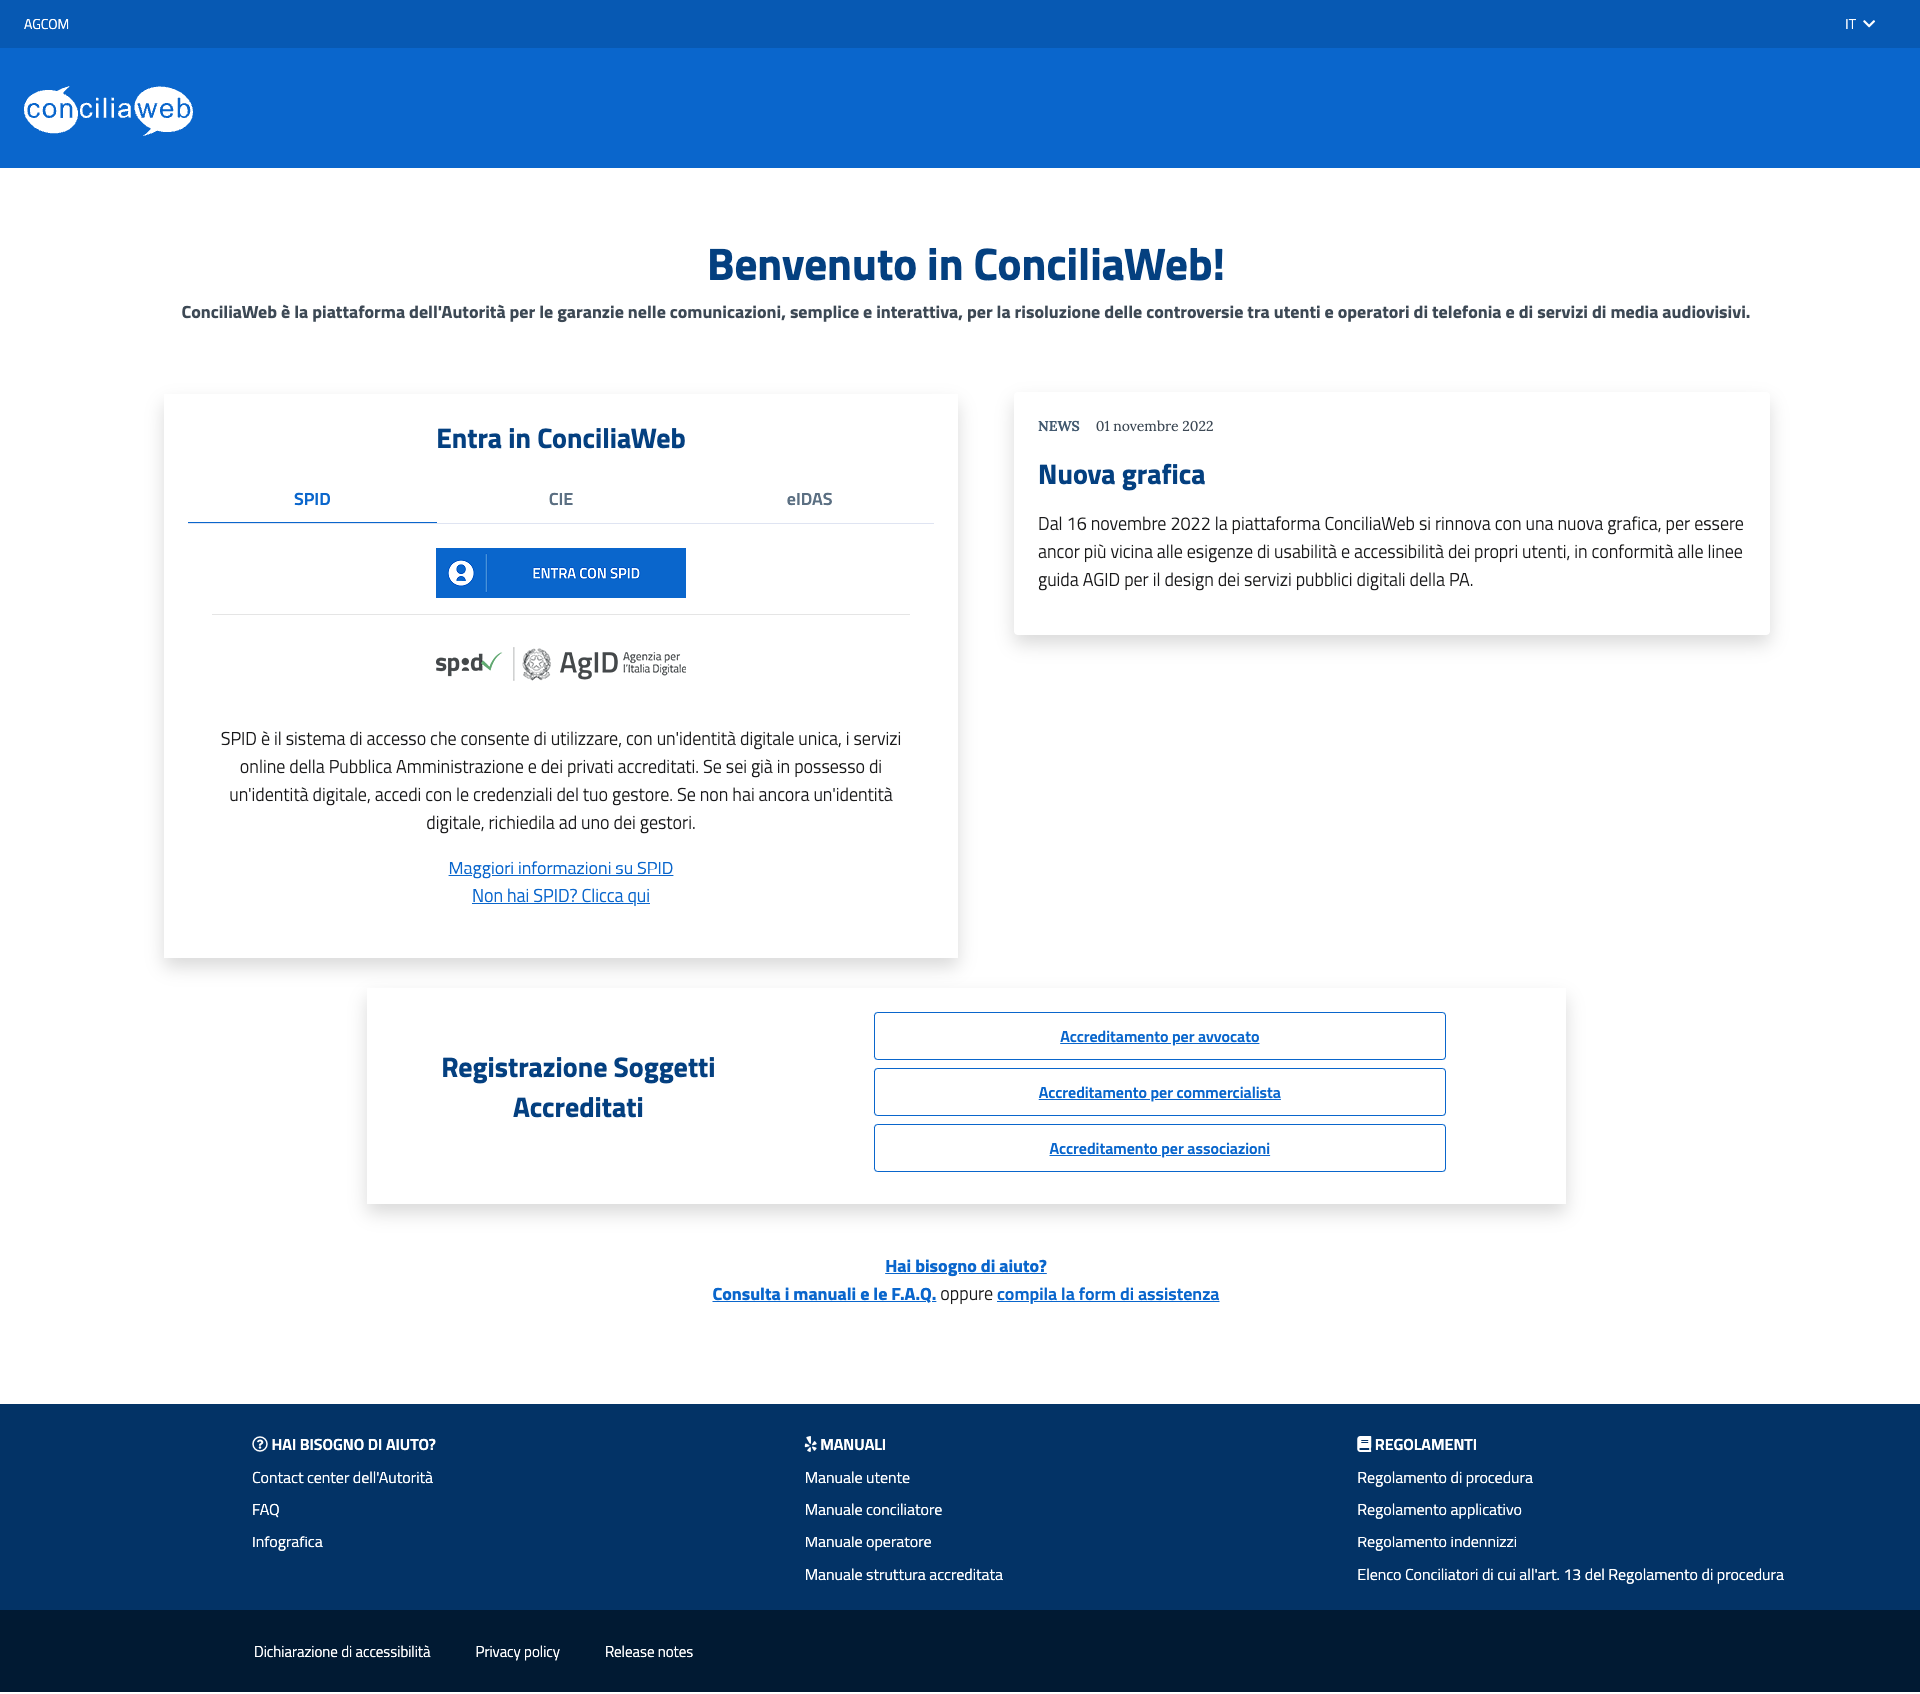 AGCOM
IT
conciliaweb
Benvenuto in ConciliaWeb!
ConciliaWeb è la piattaforma dell'Autorità per le garanzie nelle comunicazioni, semplice e interattiva, per la risoluzione delle controversie tra utenti e operatori di telefonia e di servizi di media audiovisivi.
Entra in ConciliaWeb
SPID
CIE
eIDAS
ENTRA CON SPID
spid
AgID Agenzia per
l'Italia Digitale
SPID è il sistema di accesso che consente di utilizzare, con un'identità digitale unica, i servizi
online della Pubblica Amministrazione e dei privati accreditati. Se sei già in possesso di
un'identità digitale, accedi con le credenziali del tuo gestore. Se non hai ancora un'identità
digitale, richiedila ad uno dei gestori.
Maggiori informazioni su SPID
Non hai SPID? Clicca qui
NEWS 01 novembre 2022
Nuova grafica
Dal 16 novembre 2022 la piattaforma ConciliaWeb si rinnova con una nuova grafica, per essere
ancor più vicina alle esigenze di usabilità e accessibilità dei propri utenti, in conformità alle linee
guida AGID per il design dei servizi pubblici digitali della PA.
Registrazione Soggetti
Accreditati
Accreditamento per avvocato
Accreditamento per commercialista
Accreditamento per associazioni
Hai bisogno di aiuto?
Consulta i manuali e le F.A.Q. oppure compila la form di assistenza
HAI BISOGNO DI AIUTO?
Contact center dell'Autorità
FAQ
Infografica
MANUALI
Manuale utente
Manuale conciliatore
Manuale operatore
Manuale struttura accreditata
REGOLAMENTI
Regolamento di procedura
Regolamento applicativo
Regolamento indennizzi
Elenco Conciliatori di cui all'art. 13 del Regolamento di procedura
Dichiarazione di accessibilità
Privacy policy
Release notes